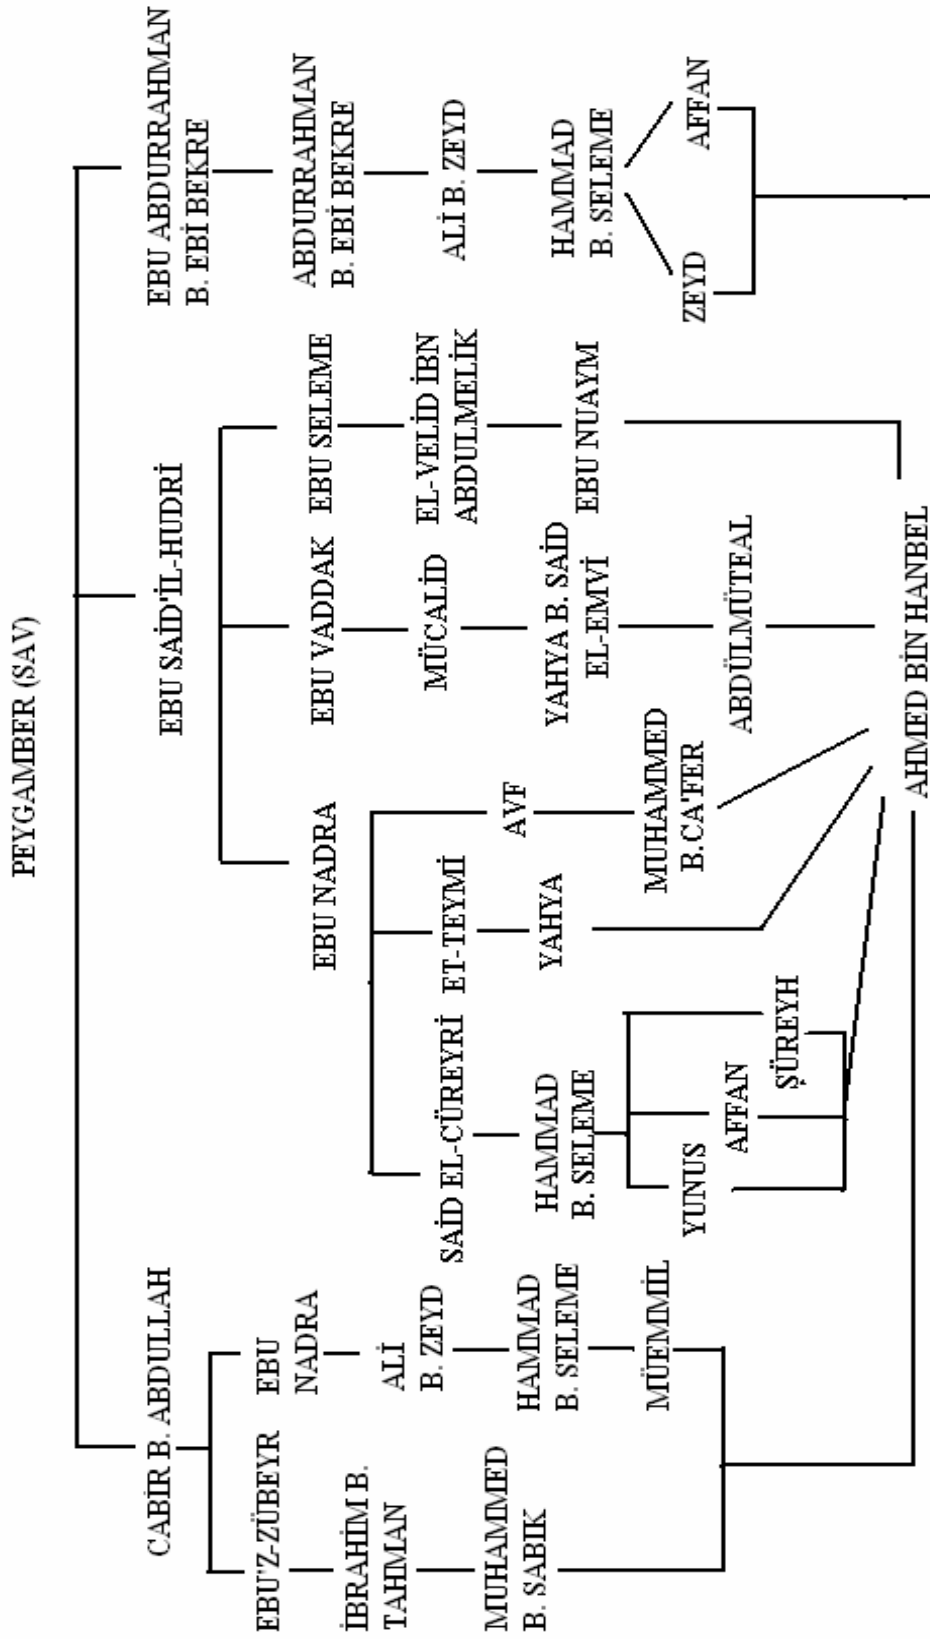 PEYGAMBER (SAV)
CABİR B. ABDULLAH
EBU SAİD'İL-HUDRİ
EBU ABDURRAHMAN
B. EBİ BEKRE
EBU'Z-ZÜBEYR
EBU
NADRA
EBU NADRA
EBU VADDAK
EBU SELEME
ABDURRAHMAN
B. EBİ BEKRE
İBRAHİM B.
TAHMAN
ALİ
B. ZEYD
SAİD EL-CÜREYRİ
ET-TEYMİ
AVF
MÜCALİD
EL-VELİD İBN
ABDULMELİK
ALİ B. ZEYD
MUHAMMED
B. SABIK
HAMMAD
B. SELEME
HAMMAD
B. SELEME
YAHYA
YAHYA B. SAİD
EL-EMVİ
EBU NUAYM
HAMMAD
B. SELEME
MÜEMMİL
YUNUS
AFFAN
ŞÜREYH
MUHAMMED
B. CA'FER
ABDÜLMÜTEAL
ZEYD
AFFAN
AHMED BİN HANBEL